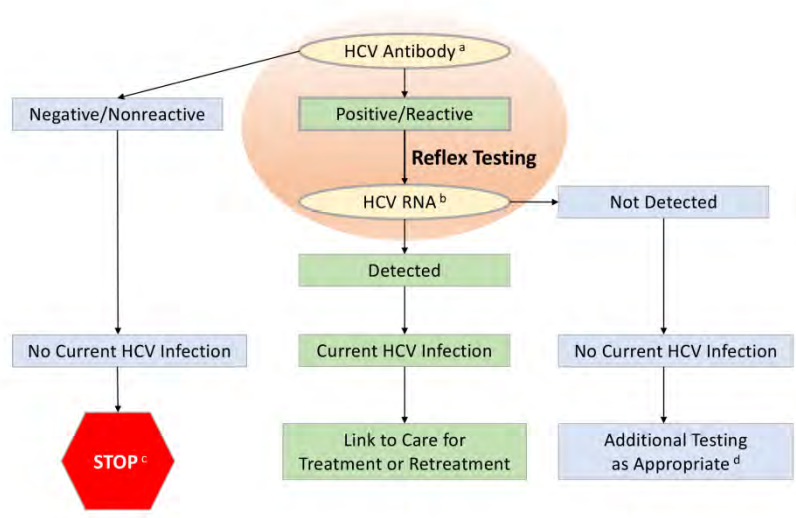 HCV Antibody a
Negative/Nonreactive
Positive/Reactive
Reflex Testing
HCV RNA b
Not Detected
Detected
No Current HCV Infection
Current HCV Infection
No Current HCV Infection
STOP c
Link to Care for
Treatment or Retreatment
Additional Testing
as Appropriate d